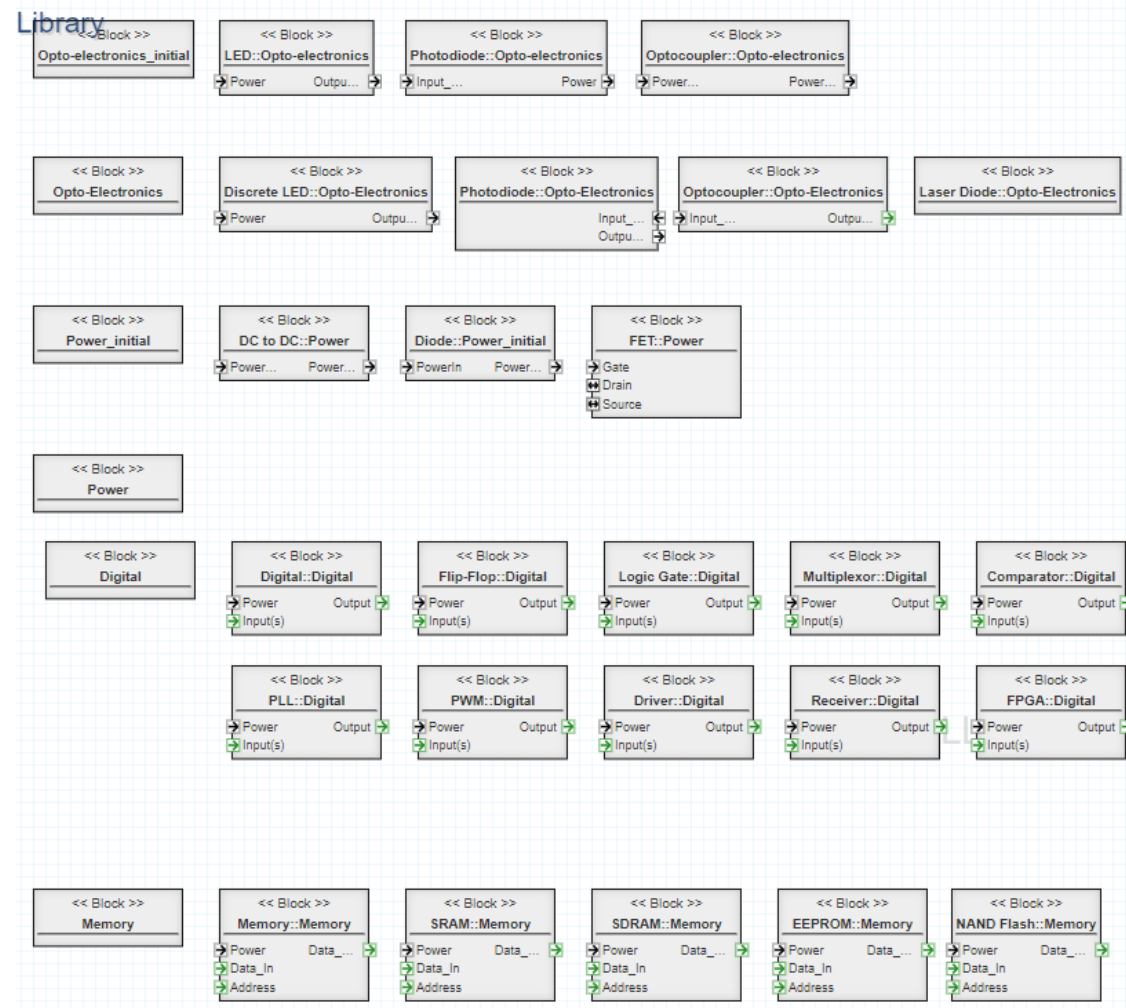 Library
<< Block >>
Opto-electronics_initial
<< Block >>
LED::Opto-electronics
Power Outpu...
<< Block >>
Photodiode::Opto-electronics
Input_... Power
<< Block >>
Optocoupler::Opto-electronics
Power... Power...
<< Block >>
Opto-Electronics
<< Block >>
Discrete LED::Opto-Electronics
Power Outpu...
<< Block >>
Photodiode::Opto-Electronics
Input_...
Outpu...
<< Block >>
Optocoupler::Opto-Electronics
Input_... Outpu...
<< Block >>
Laser Diode::Opto-Electronics
<< Block >>
Power_initial
<< Block >>
DC to DC::Power
Power... Power...
<< Block >>
Diode::Power_initial
PowerIn Power...
<< Block >>
FET::Power
Gate
Drain
Source
<< Block >>
Power
<< Block >>
Digital
<< Block >>
Digital::Digital
Power Output
Input(s)
<< Block >>
Flip-Flop::Digital
Power Output
Input(s)
<< Block >>
Logic Gate::Digital
Power Output
Input(s)
<< Block >>
Multiplexor::Digital
Power Output
Input(s)
<< Block >>
Comparator::Digital
Power Output
Input(s)
<< Block >>
PLL::Digital
Power Output
Input(s)
<< Block >>
PWM::Digital
Power Output
Input(s)
<< Block >>
Driver::Digital
Power Output
Input(s)
<< Block >>
Receiver::Digital
Power Output
Input(s)
<< Block >>
FPGA::Digital
Power Output
Input(s)
<< Block >>
Memory
<< Block >>
Memory::Memory
Power Data_...
Data_In
Address
<< Block >>
SRAM::Memory
Power Data_...
Data_In
Address
<< Block >>
SDRAM::Memory
Power Data_...
Data_In
Address
<< Block >>
EEPROM::Memory
Power Data_...
Data_In
Address
<< Block >>
NAND Flash::Memory
Power Data_...
Data_In
Address